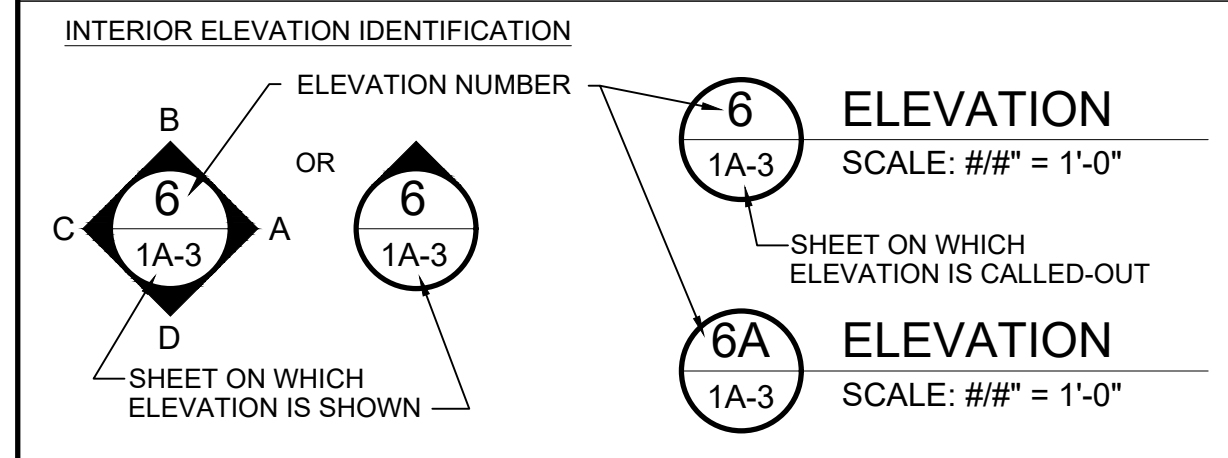 INTERIOR ELEVATION IDENTIFICATION
ELEVATION NUMBER
B
C
6
1A-3
A
D
OR
6
1A-3
SHEET ON WHICH
ELEVATION IS SHOWN
6
1A-3
ELEVATION
SCALE: #/#" = 1'-0"
SHEET ON WHICH
ELEVATION IS CALLED-OUT
6A
1A-3
ELEVATION
SCALE: #/#" = 1'-0"